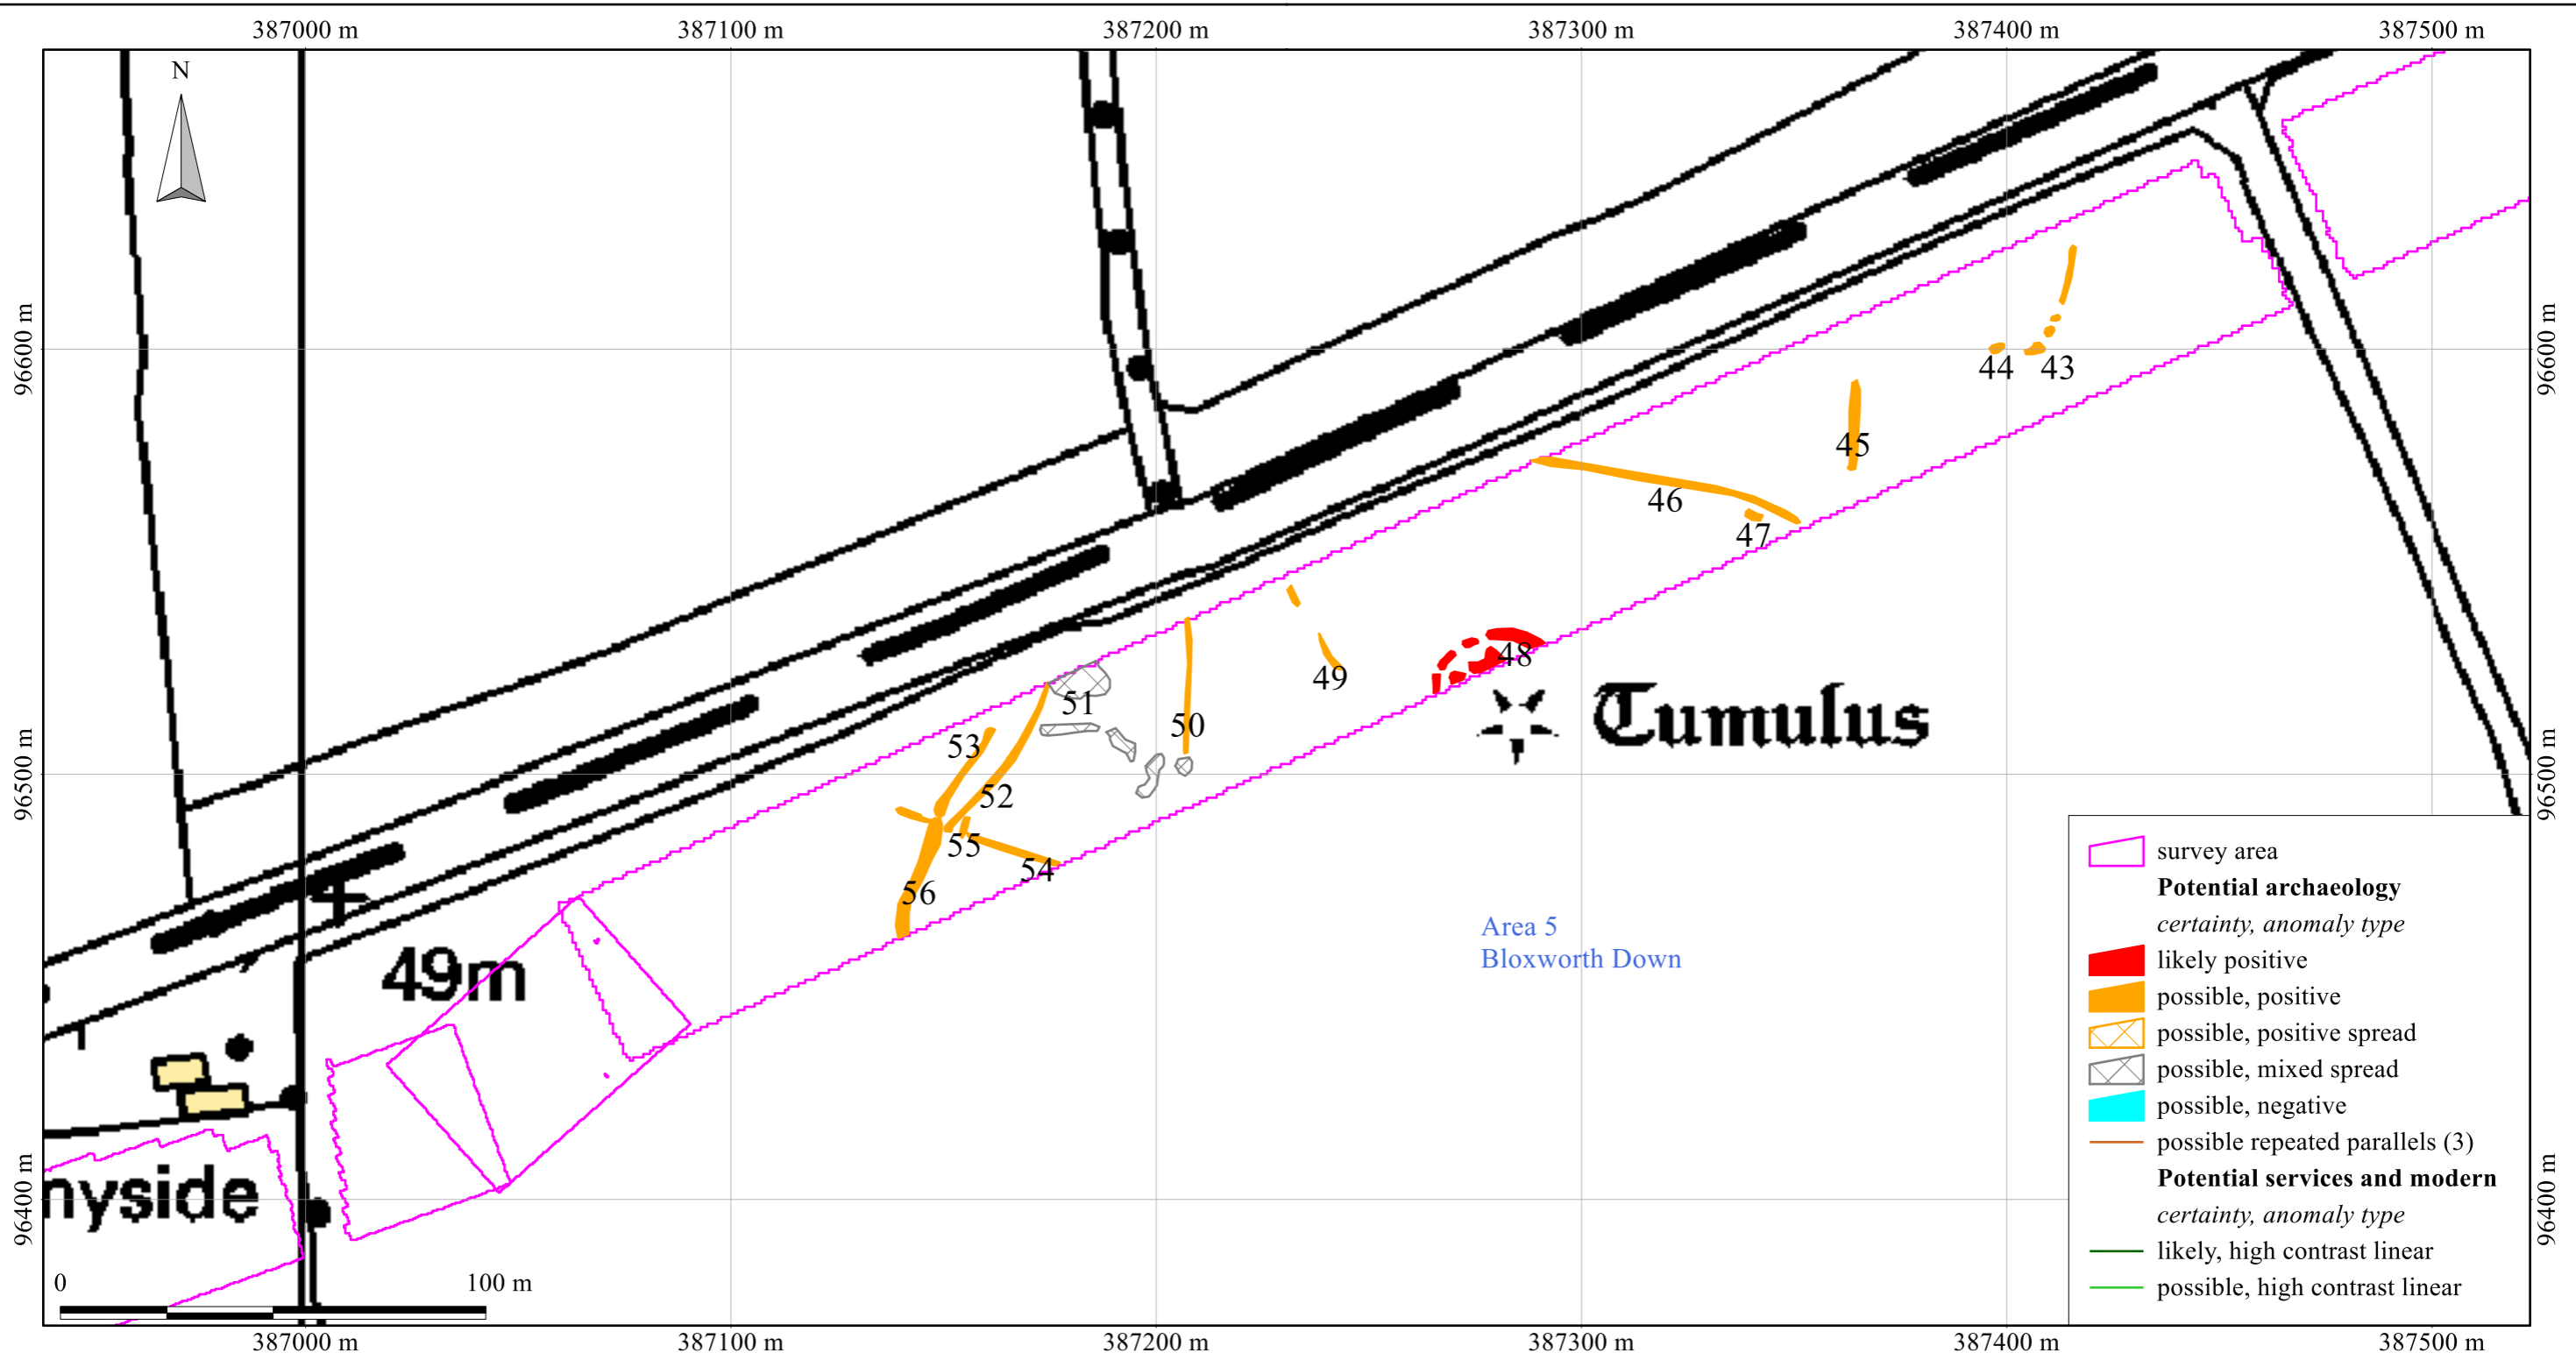 387000 m
387100 m
387200 m
387300 m
387400 m
387500 m
N
96600 m
96600 m
44
43
45
46
47
48
49
50
51
52
53
54
55
56
Tumulus
96500 m
96500 m
Area 5
Bloxworth Down
49m
nyside
96400 m
96400 m
survey area
Potential archaeology
certainty, anomaly type
likely positive
possible, positive
possible, positive spread
possible, mixed spread
possible, negative
possible repeated parallels (3)
Potential services and modern
certainty, anomaly type
likely, high contrast linear
possible, high contrast linear
0
100 m
387000 m
387100 m
387200 m
387300 m
387400 m
387500 m